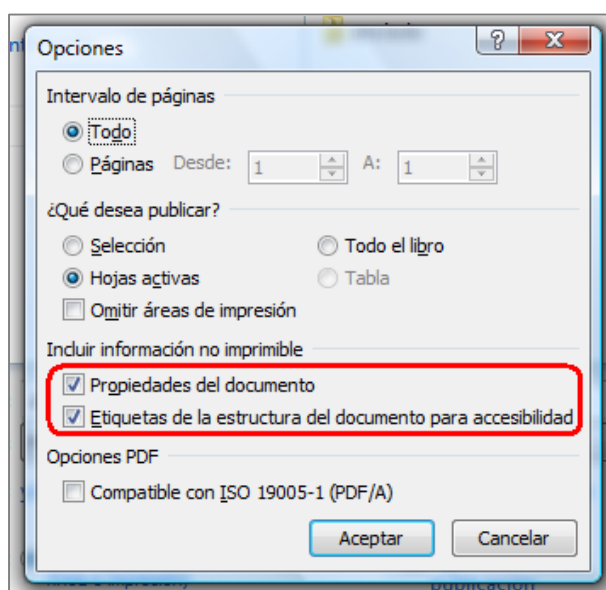 Opciones
Intervalo de páginas
Todo
Páginas Desde: 1 A: 1
¿Qué desea publicar?
Selección Todo el libro
Hojas activas Tabla
Omitir áreas de impresión
Incluir información no imprimible
Propiedades del documento
Etiquetas de la estructura del documento para accesibilidad
Opciones PDF
Compatible con ISO 19005-1 (PDF/A)
Aceptar Cancelar
publicación